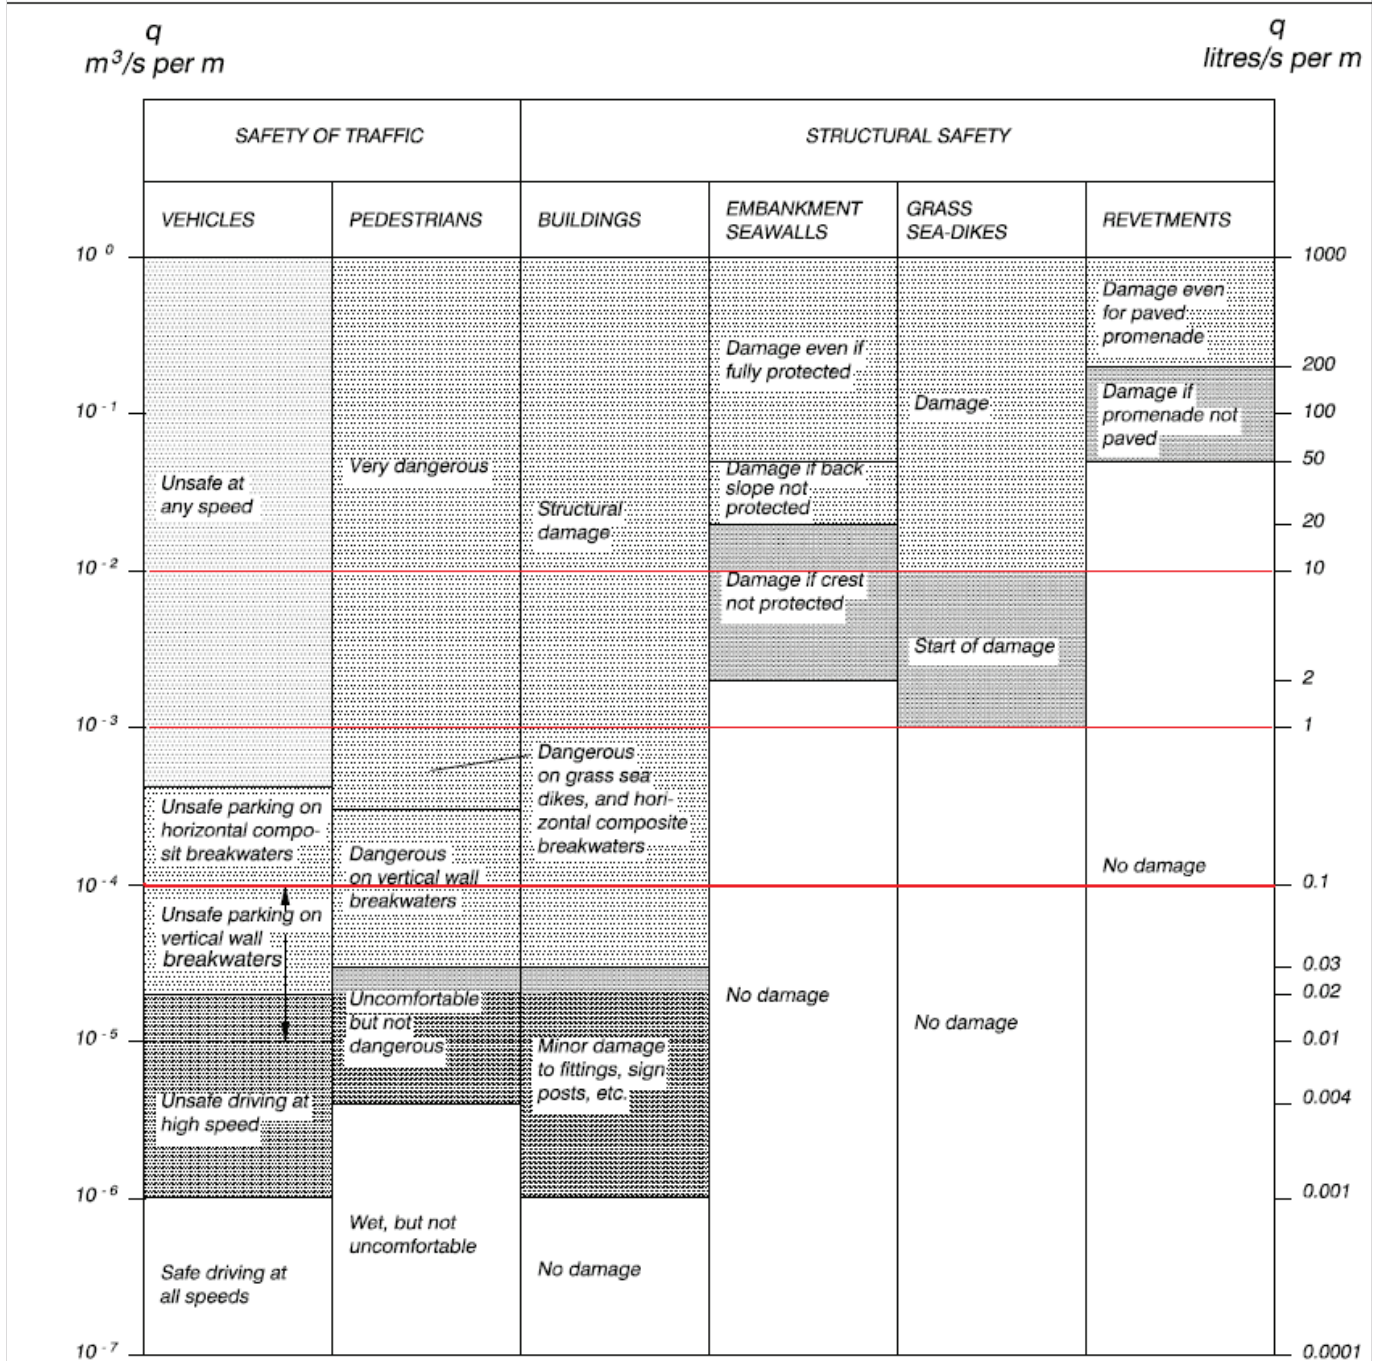 q
m³/s per m
q
litres/s per m
SAFETY OF TRAFFIC
STRUCTURAL SAFETY
VEHICLES
PEDESTRIANS
BUILDINGS
EMBANKMENT
SEAWALLS
GRASS
SEA-DIKES
REVETMENTS
10⁰
10⁻¹
10⁻²
10⁻³
10⁻⁴
10⁻⁵
10⁻⁶
10⁻⁷
Unsafe at
any speed
Unsafe parking on
horizontal compo-
sit breakwaters
Unsafe parking on
vertical wall
breakwaters
Unsafe driving at
high speed
Safe driving at
all speeds
Very dangerous
Dangerous
on vertical wall
breakwaters
Uncomfortable
but not
dangerous
Wet, but not
uncomfortable
Structural
damage
Dangerous
on grass sea
dikes, and hori-
zontal composite
breakwaters
Minor damage
to fittings, sign
posts, etc.
No damage
Damage even if
fully protected
Damage if back
slope not
protected
Damage if crest
not protected
No damage
Damage
Start of damage
No damage
Damage even
for paved
promenade
Damage if
promenade not
paved
No damage
1000
200
100
50
20
10
2
1
0.1
0.03
0.02
0.01
0.004
0.001
0.0001